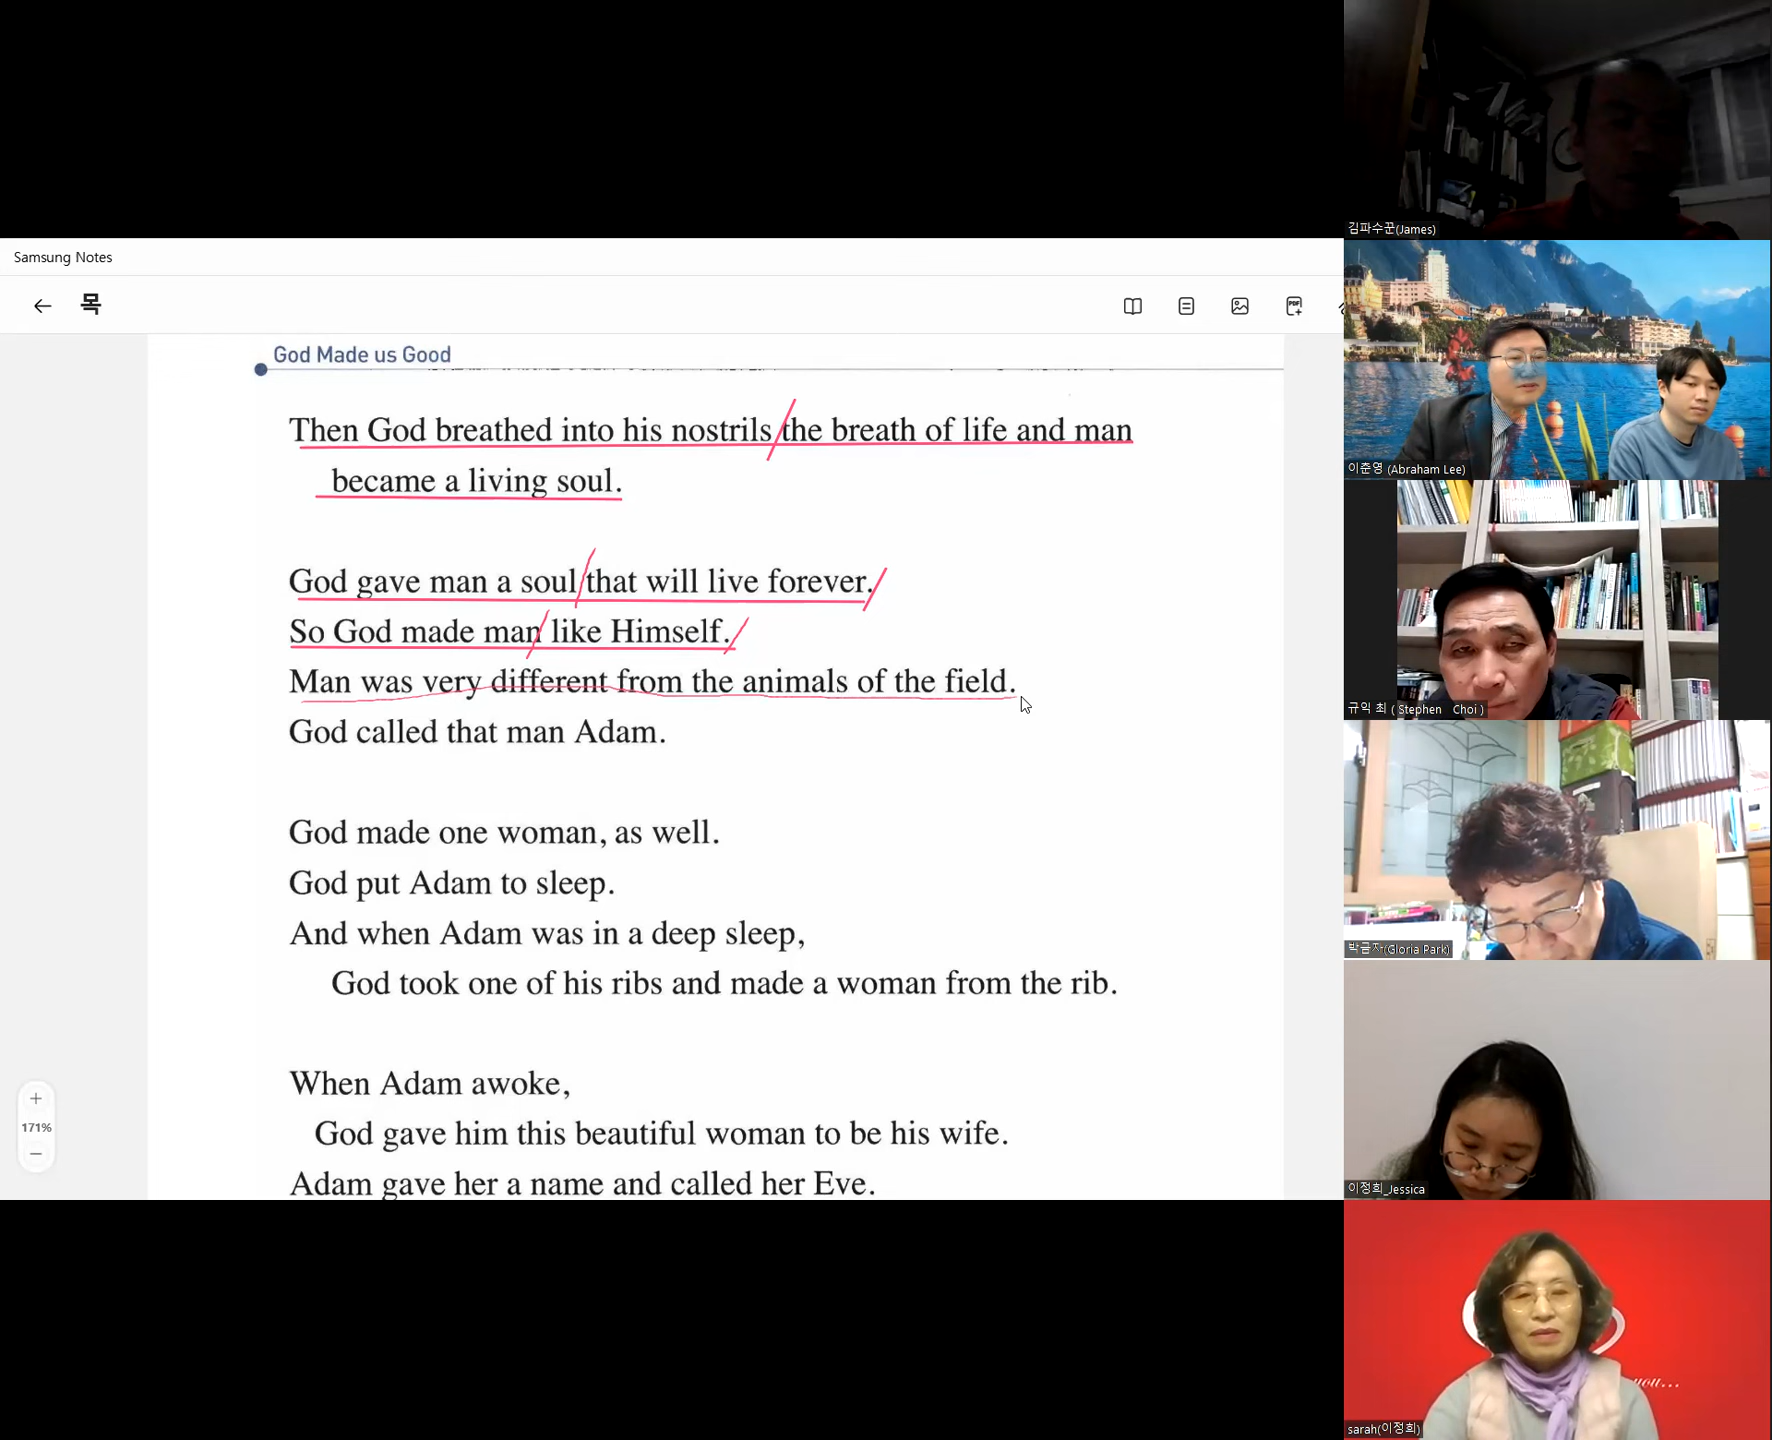 Samsung Notes
목
God Made us Good
Then God breathed into his nostrils the breath of life and man
became a living soul.
God gave man a soul that will live forever.
So God made man like Himself.
Man was very different from the animals of the field.
God called that man Adam.
God made one woman, as well.
God put Adam to sleep.
And when Adam was in a deep sleep,
God took one of his ribs and made a woman from the rib.
When Adam awoke,
God gave him this beautiful woman to be his wife.
Adam gave her a name and called her Eve.
171%
김파수꾼(James)
이춘영 (Abraham Lee)
규익 최 ( Stephen Choi )
박금자(Gloria Park)
이정희_Jessica
you...
sarah(이정희)